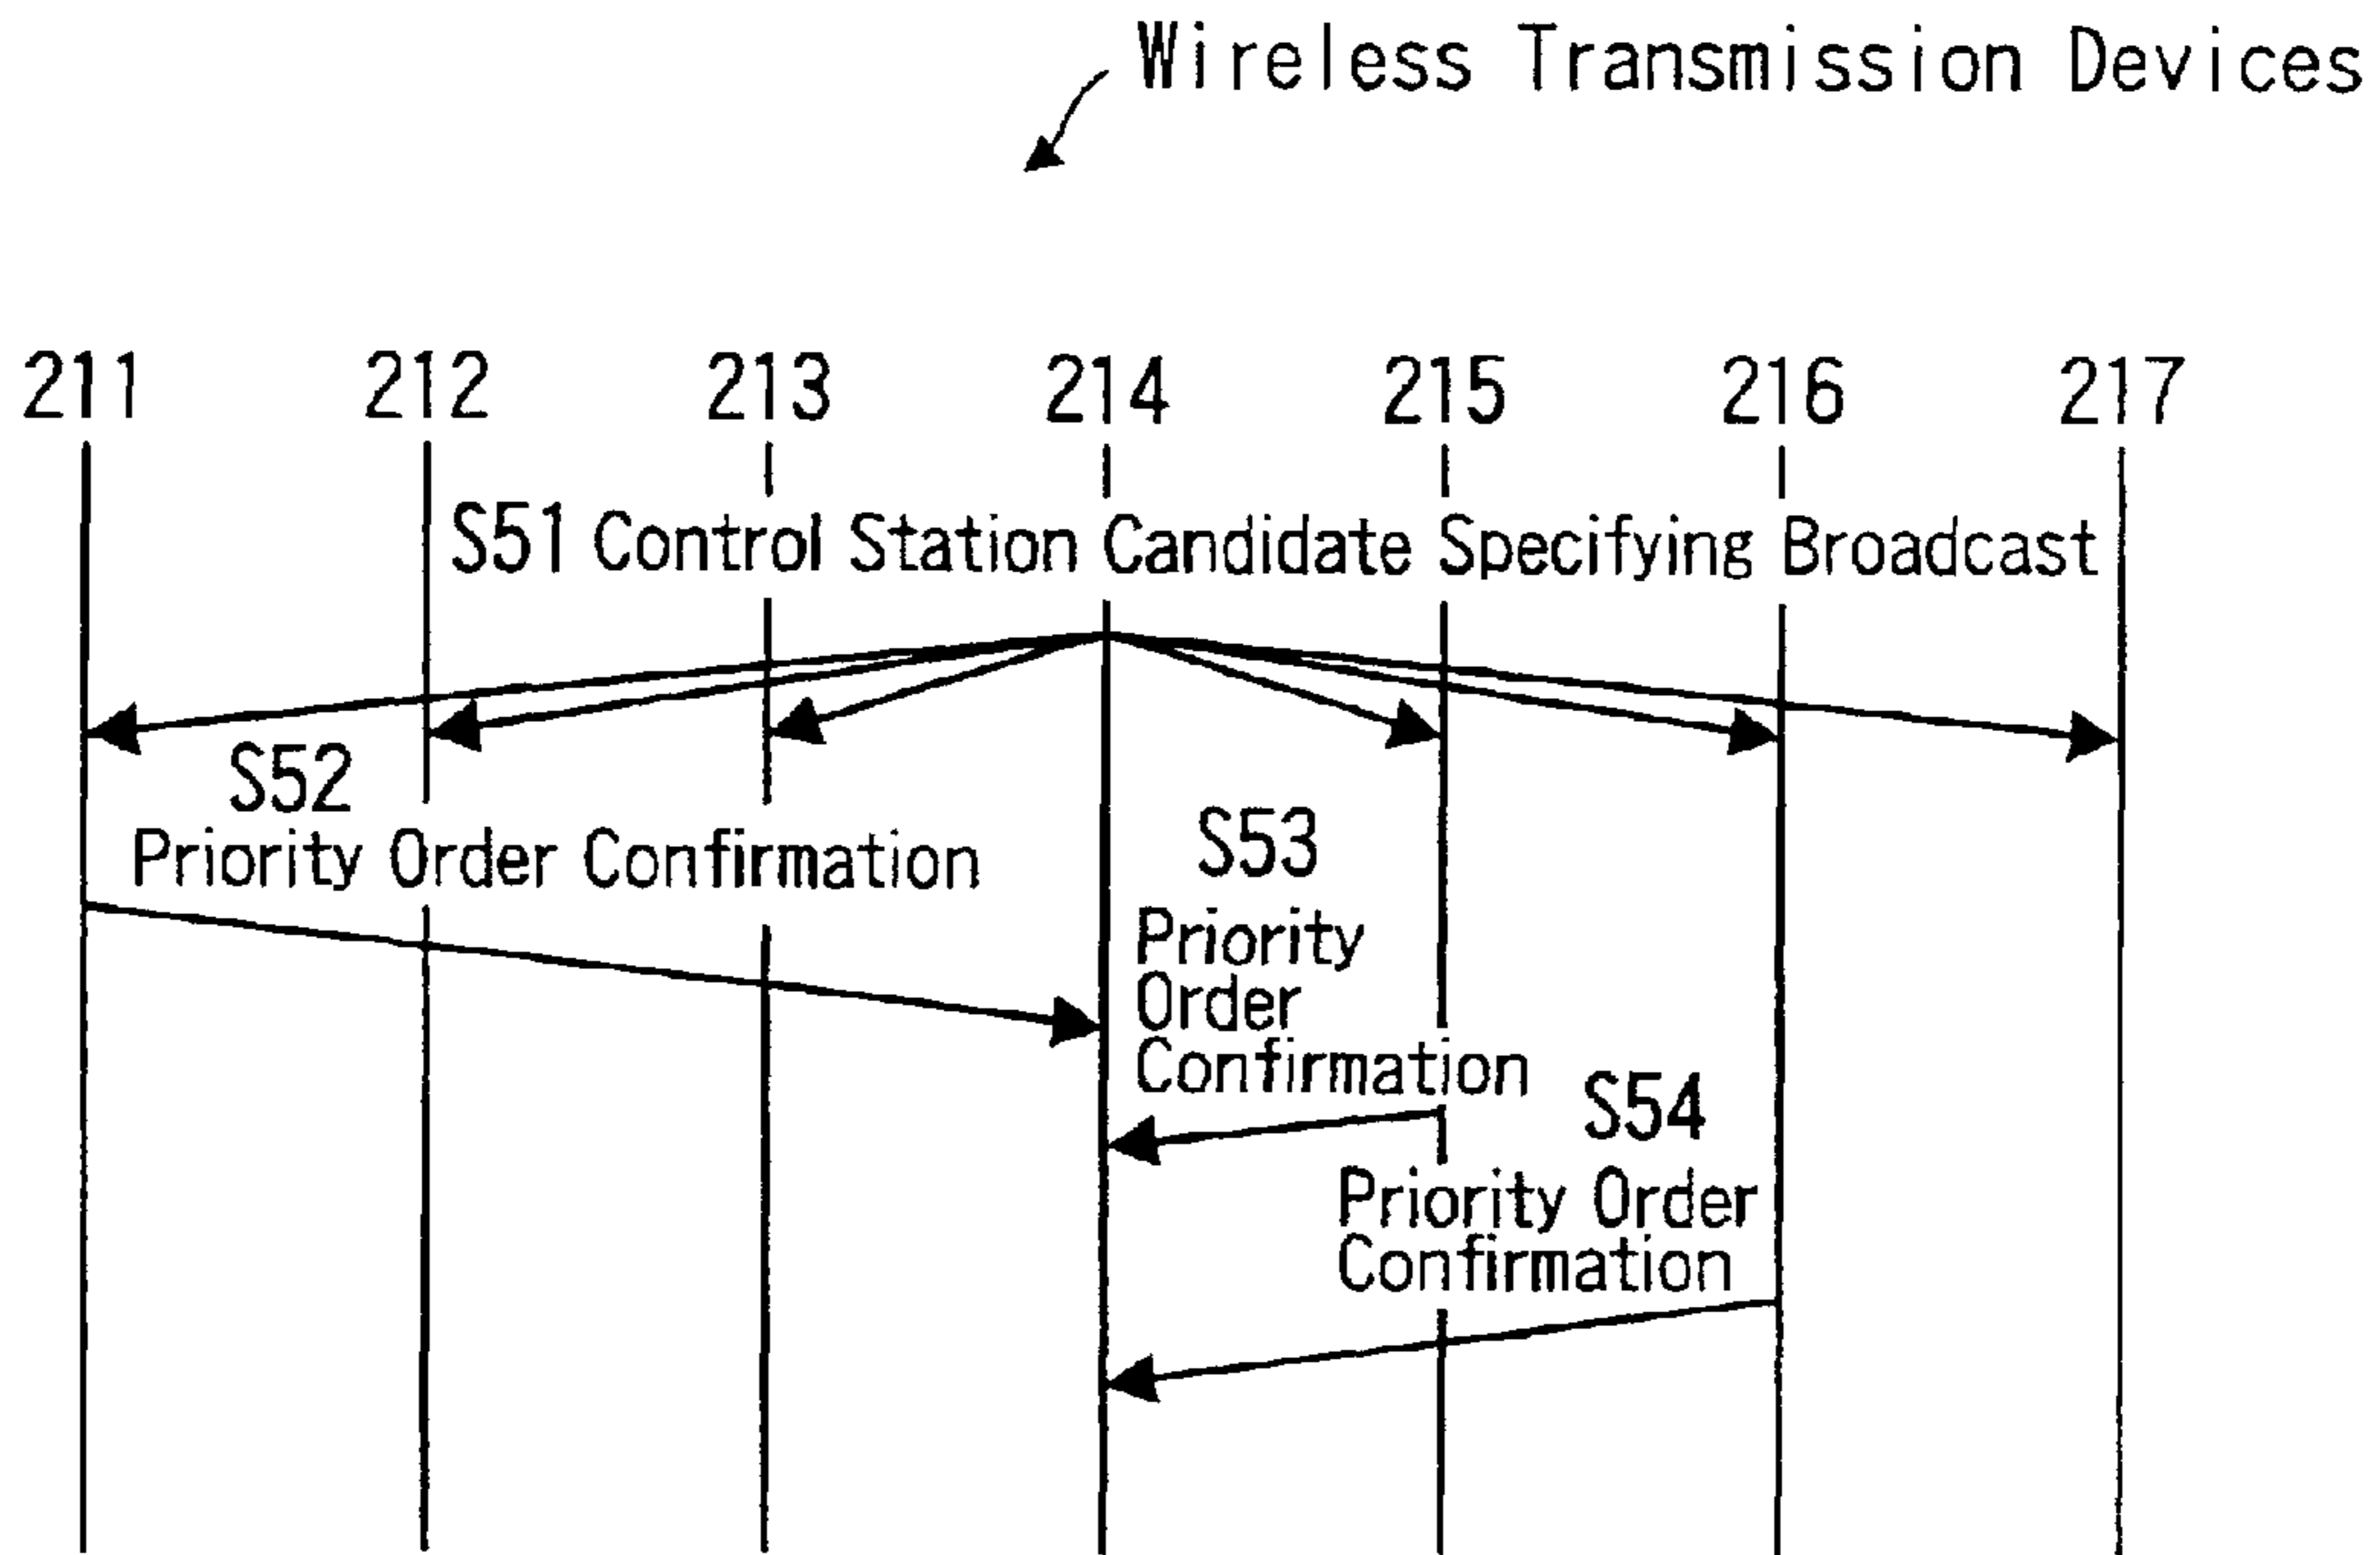 Wireless Transmission Devices
211 212 213 214 215 216 217
S51 Control Station Candidate Specifying Broadcast
S52
Priority Order Confirmation
S53
Priority
Order
Confirmation
S54
Priority Order
Confirmation